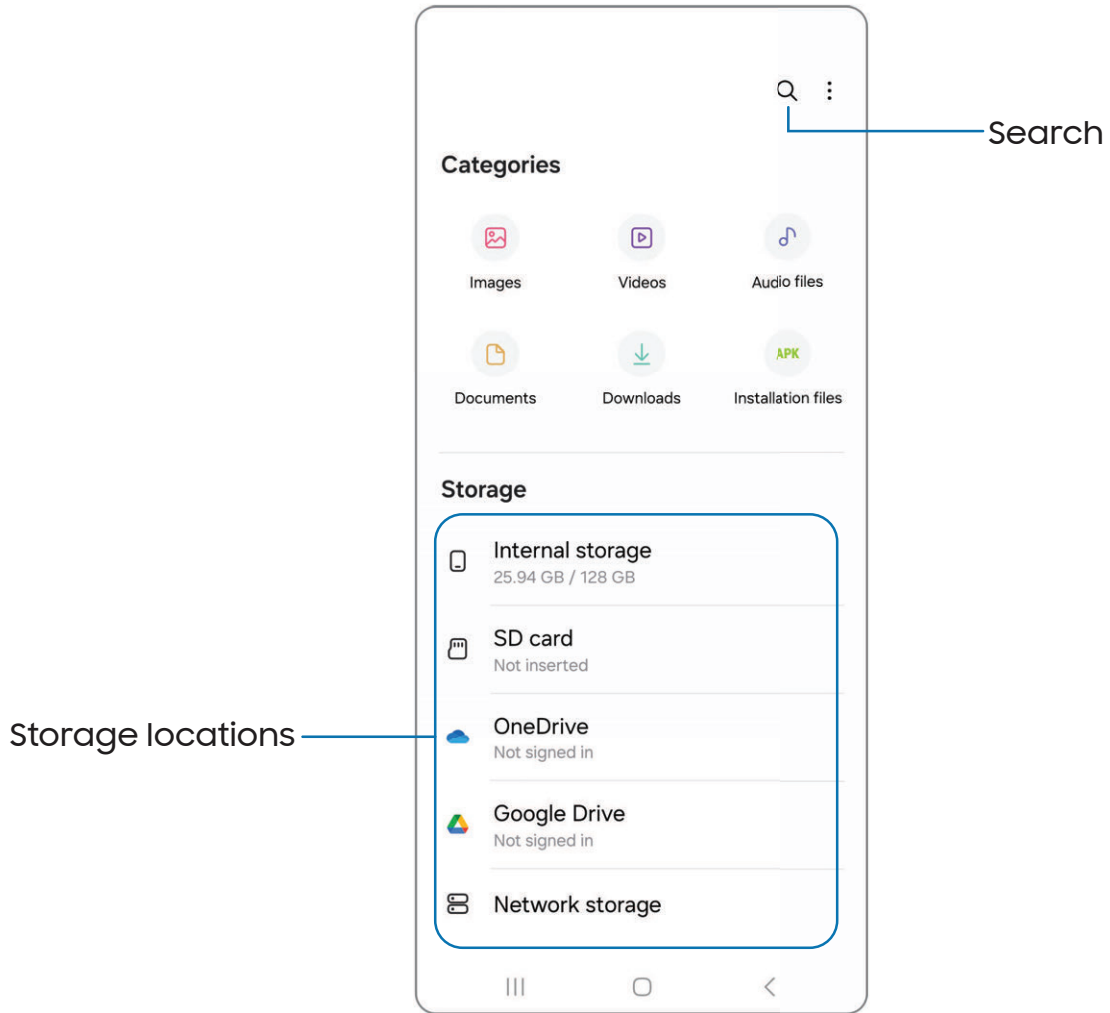 Search
Categories
Images
Videos
Audio files
Documents
Downloads
APK
Installation files
Storage
Internal storage
25.94 GB / 128 GB
SD card
Not inserted
Storage locations
OneDrive
Not signed in
Google Drive
Not signed in
Network storage